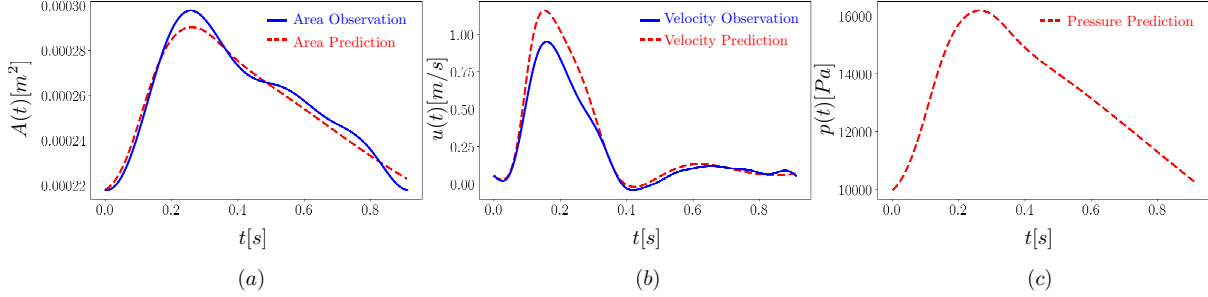 A(t)[m²]
0.00030
0.00028
0.00026
0.00021
0.00022
Area Observation
Area Prediction
0.0 0.2 0.4 0.6 0.8
t[s]
(a)
u(t)[m/s]
1.00
0.75
0.50
0.25
0.00
Velocity Observation
Velocity Prediction
0.0 0.2 0.4 0.6 0.8
t[s]
(b)
p(t)[Pa]
16000
14000
12000
10000
Pressure Prediction
0.0 0.2 0.4 0.6 0.8
t[s]
(c)